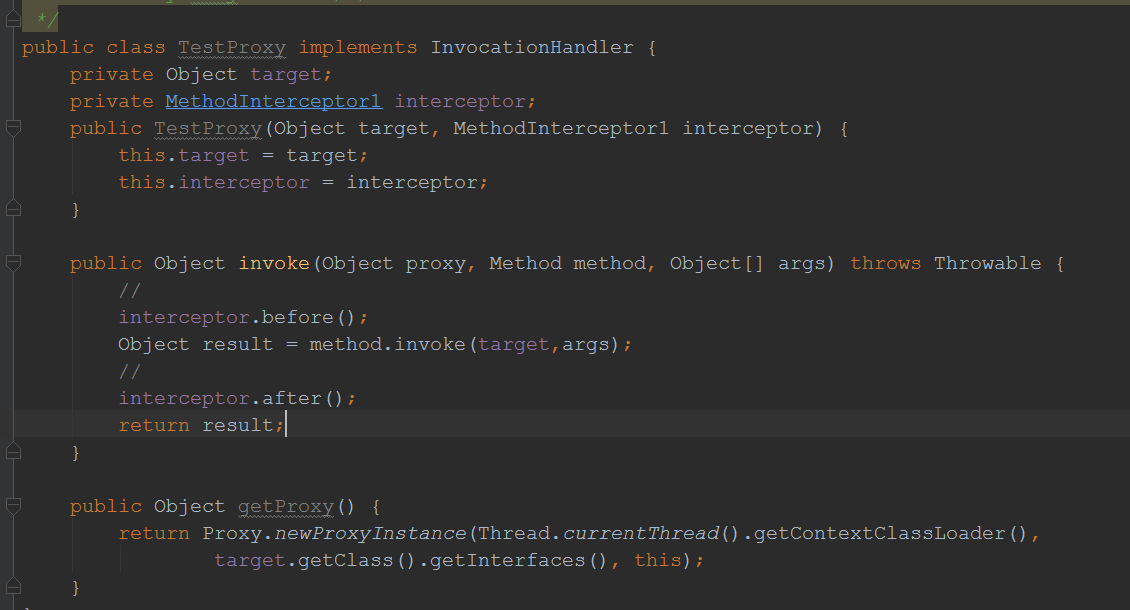 */
public class TestProxy implements InvocationHandler {
    private Object target;
    private MethodInterceptor1 interceptor;
    public TestProxy(Object target, MethodInterceptor1 interceptor) {
        this.target = target;
        this.interceptor = interceptor;
    }

    public Object invoke(Object proxy, Method method, Object[] args) throws Throwable {
        //
        interceptor.before();
        Object result = method.invoke(target,args);
        //
        interceptor.after();
        return result;
    }

    public Object getProxy() {
        return Proxy.newProxyInstance(Thread.currentThread().getContextClassLoader(),
                target.getClass().getInterfaces(), this);
    }